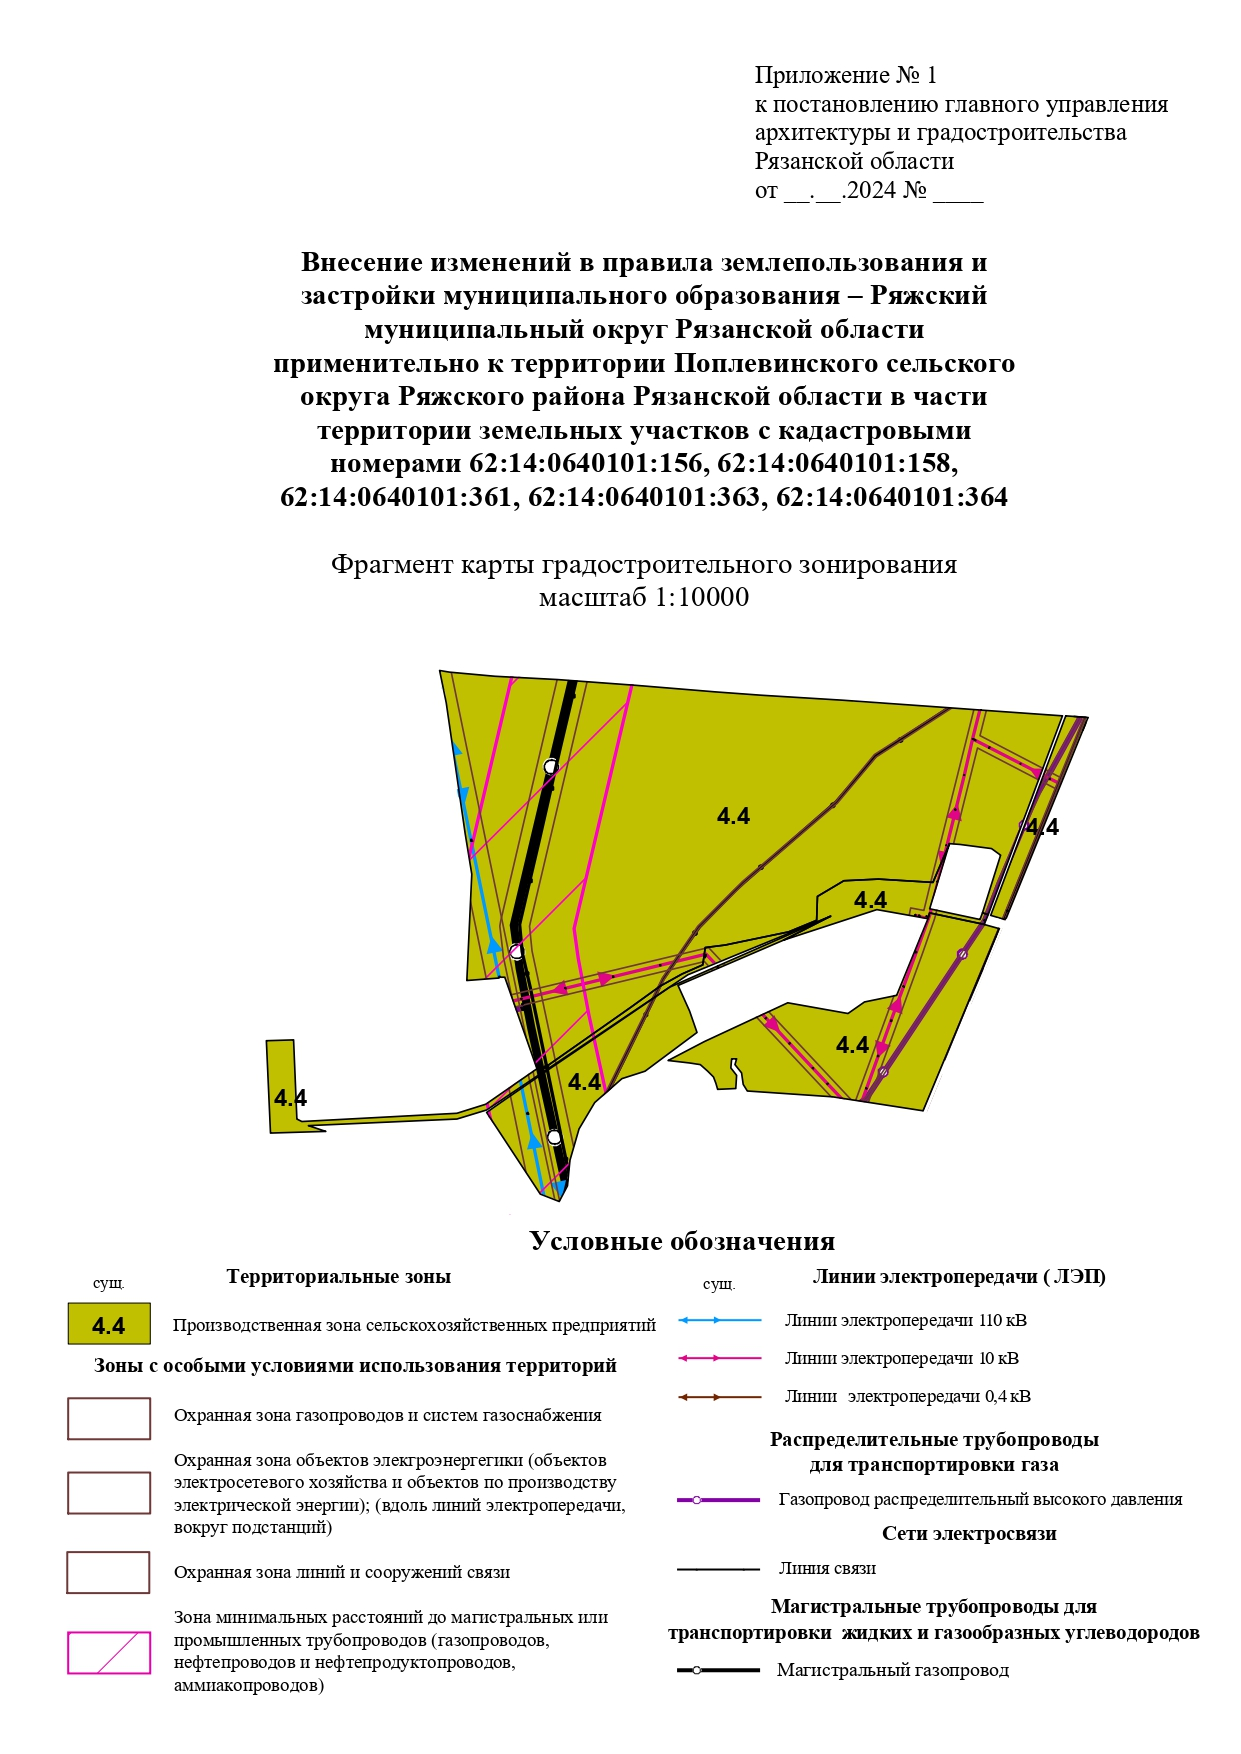 Приложение № 1
к постановлению главного управления
архитектуры и градостроительства
Рязанской области
от __.__.2024 № ____
Внесение изменений в правила землепользования и
застройки муниципального образования – Ряжский
муниципальный округ Рязанской области
применительно к территории Поплевинского сельского
округа Ряжского района Рязанской области в части
территории земельных участков с кадастровыми
номерами 62:14:0640101:156, 62:14:0640101:158,
62:14:0640101:361, 62:14:0640101:363, 62:14:0640101:364
Фрагмент карты градостроительного зонирования
масштаб 1:10000
4.4
4.4
4.4
4.4
4.4
4.4
Условные обозначения
сущ.
Территориальные зоны
4.4
Производственная зона сельскохозяйственных предприятий
Зоны с особыми условиями использования территорий
Охранная зона газопроводов и систем газоснабжения
Охранная зона объектов элекгроэнергегики (объектов
электросетевого хозяйства и объектов по производству
электрической энергии); (вдоль линий электропередачи,
вокруг подстанций)
Охранная зона линий и сооружений связи
Зона минимальных расстояний до магистральных или
промышленных трубопроводов (газопроводов,
нефтепроводов и нефтепродуктопроводов,
аммиакопроводов)
сущ.
Линии электропередачи ( ЛЭП)
Линии электропередачи 110 кВ
Линии электропередачи 10 кВ
Линии электропередачи 0,4 кВ
Распределительные трубопроводы
для транспортировки газа
Газопровод распределительный высокого давления
Сети электросвязи
Линия связи
Магистральные трубопроводы для
транспортировки жидких и газообразных углеводородов
Магистральный газопровод